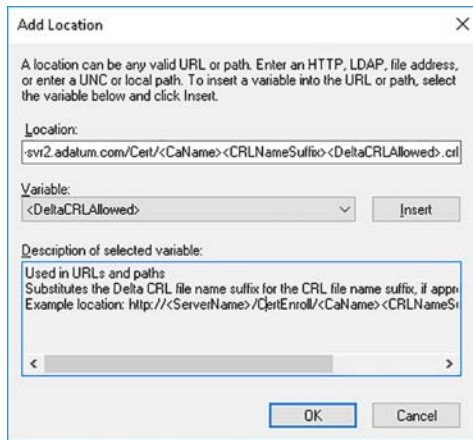 Add Location
A location can be any valid URL or path. Enter an HTTP, LDAP, file address,
or enter a UNC or local path. To insert a variable into the URL or path, select
the variable below and click Insert.
Location:
-svr2.adatum.com/Cert/<CaName><CRLNameSuffix><DeltaCRLAllowed>.crl
Variable:
<DeltaCRLAllowed>
Insert
Description of selected variable:
Used in URLs and paths
Substitutes the Delta CRL file name suffix for the CRL file name suffix, if appr
Example location: http://<ServerName>/CertEnroll/<CaName><CRLNameS
OK
Cancel